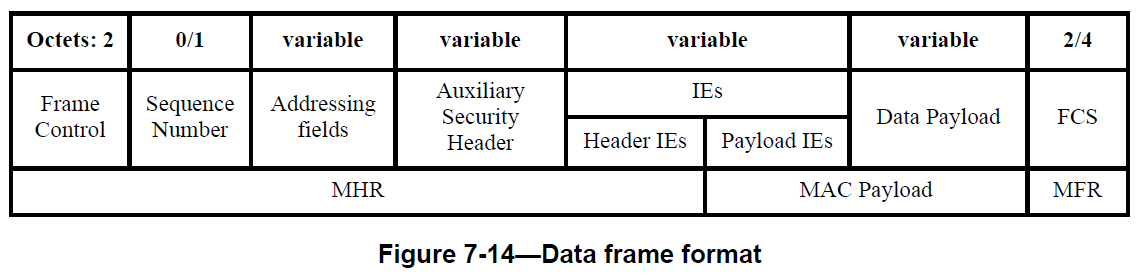 Octets: 2 0/1 variable variable variable variable 2/4
Frame Control
Sequence Number
Addressing fields
Auxiliary Security Header
IEs
Header IEs Payload IEs
Data Payload
FCS
MHR MAC Payload MFR
Figure 7-14—Data frame format